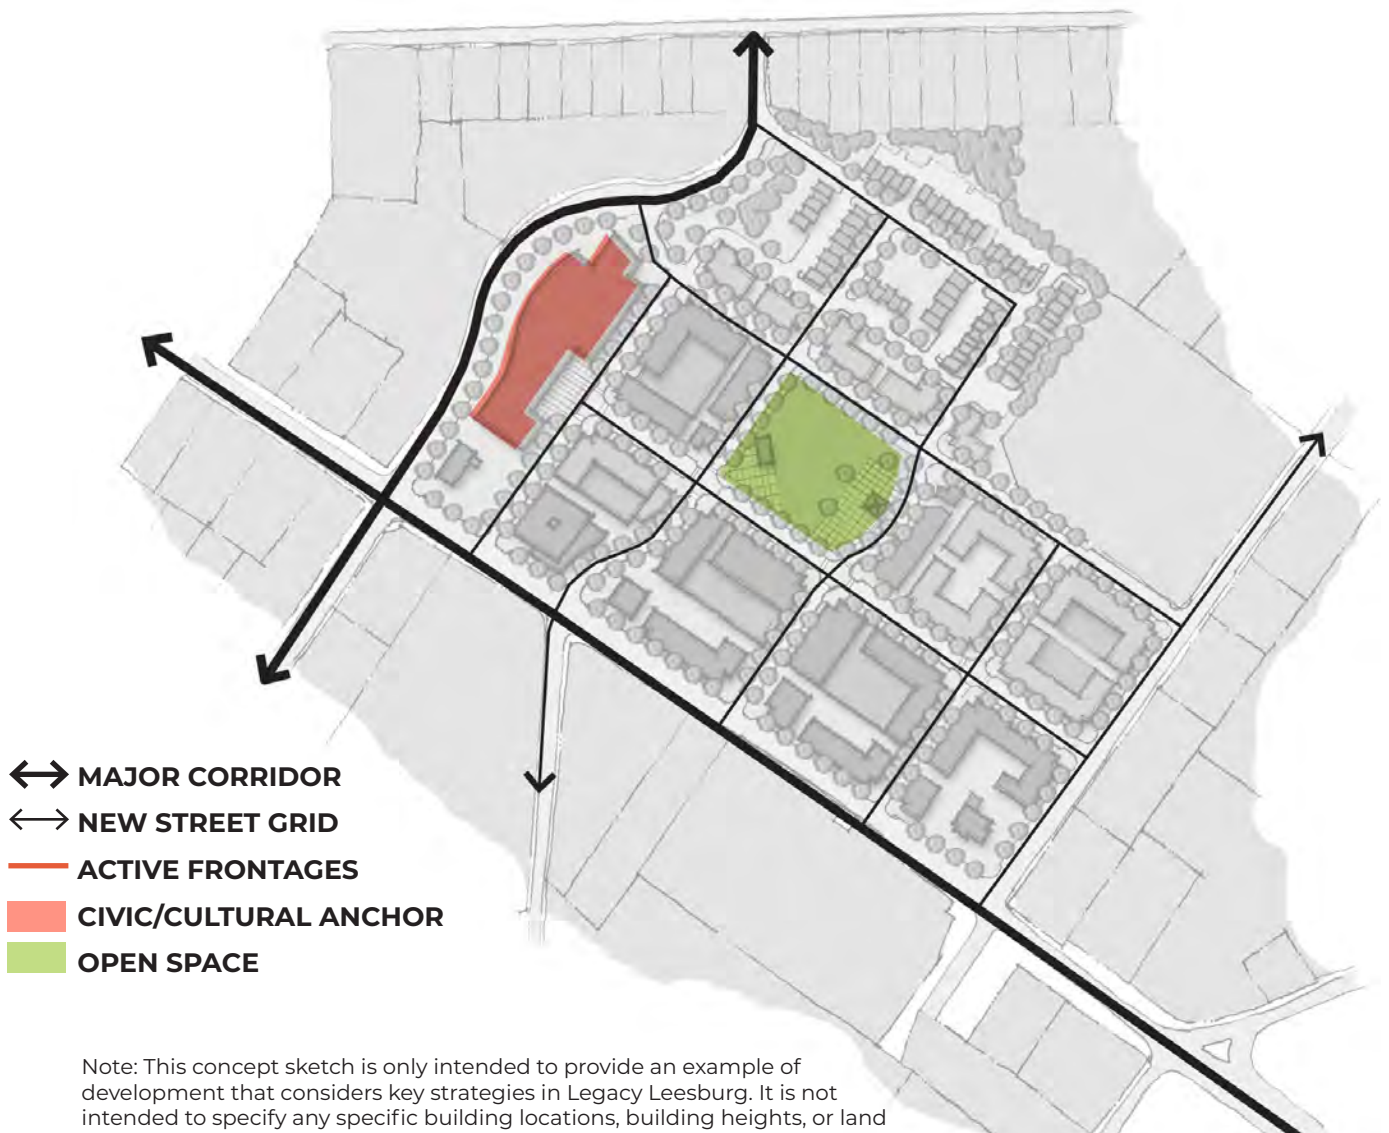 MAJOR CORRIDOR
NEW STREET GRID
ACTIVE FRONTAGES
CIVIC/CULTURAL ANCHOR
OPEN SPACE
Note: This concept sketch is only intended to provide an example of
development that considers key strategies in Legacy Leesburg. It is not
intended to specify any specific building locations, building heights, or land